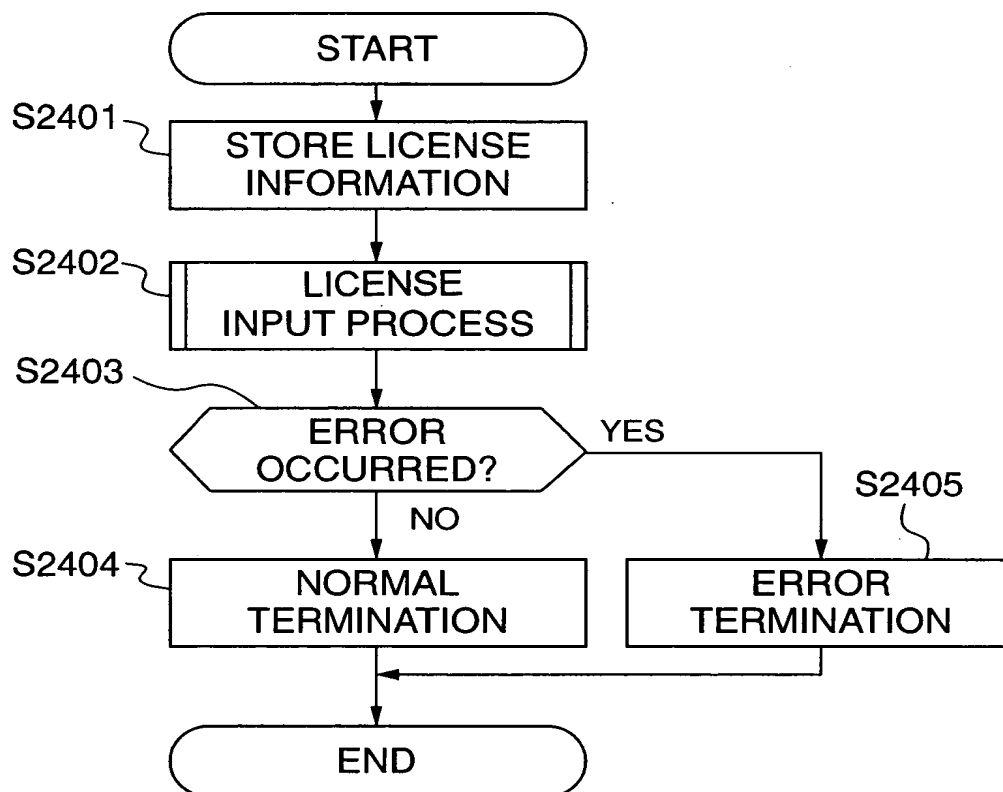 START
S2401
STORE LICENSE
INFORMATION
S2402
LICENSE
INPUT PROCESS
S2403
ERROR
OCCURRED?
YES
NO
S2404
NORMAL
TERMINATION
S2405
ERROR
TERMINATION
END